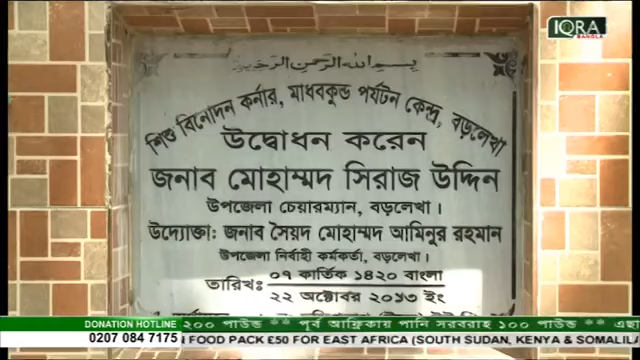 IQRA
BANGLA
بسم الله الرحمن الرحيم
শিশু বিনোদন কর্নার, মাধবকুন্ড পর্যটন কেন্দ্র, বড়লেখা
উদ্বোধন করেন
জনাব মোহাম্মদ সিরাজ উদ্দিন
উপজেলা চেয়ারম্যান, বড়লেখা।
উদ্যোক্তা: জনাব সৈয়দ মোহাম্মদ আমিনুর রহমান
উপজেলা নির্বাহী কর্মকর্তা, বড়লেখা।
তারিখঃ ০৭ কার্তিক ১৪২০ বাংলা
২২ অক্টোবর ২০১৩ ইং
DONATION HOTLINE
২০০ পাউন্ড ** পূর্ব আফ্রিকায় পানি সরবরাহ ১০০ পাউন্ড **
0207 084 7175
FOOD PACK £50 FOR EAST AFRICA (SOUTH SUDAN, KENYA & SOMALILA